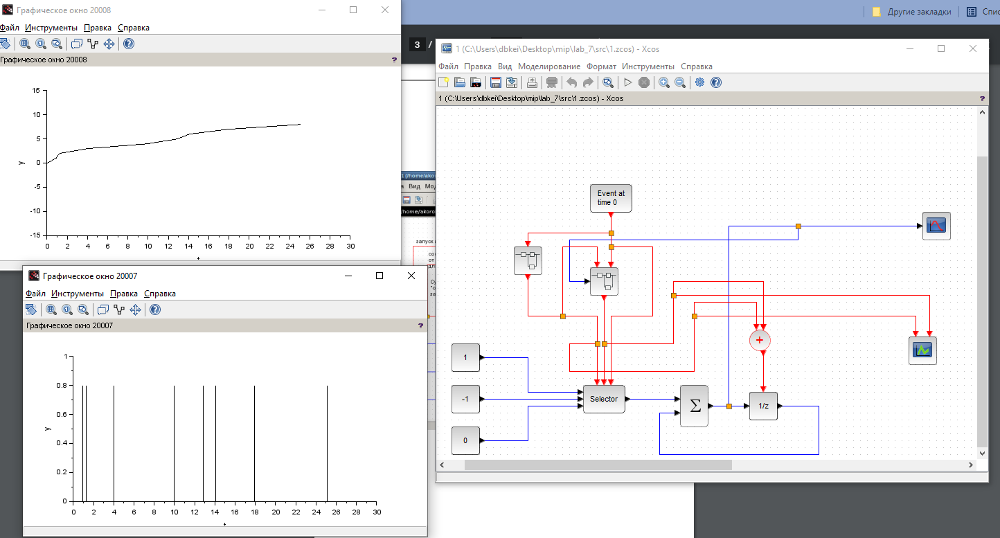 Графическое окно 20008
Файл Инструменты Правка Справка
Графическое окно 20008 ?
15
10
5
0
-5
-10
-15
y
0 2 4 6 8 10 12 14 16 18 20 22 24 26 28 30
Графическое окно 20007
Файл Инструменты Правка Справка
Графическое окно 20007 ?
1
0.8
0.6
0.4
0.2
0
y
0 2 4 6 8 10 12 14 16 18 20 22 24 26 28 30
Другие закладки
Спис
3 /
1 (/home/akoro
Вид Мо
/home/akoro
запуск
1 (C:\Users\dbkei\Desktop\mip\lab_7\src\1.zcos) - Xcos
Файл Правка Вид Моделирование Формат Инструменты Справка
1 (C:\Users\dbkei\Desktop\mip\lab_7\src\1.zcos) - Xcos ?
Event at
time 0
+
1
-1
0
Selector
Σ
1/z